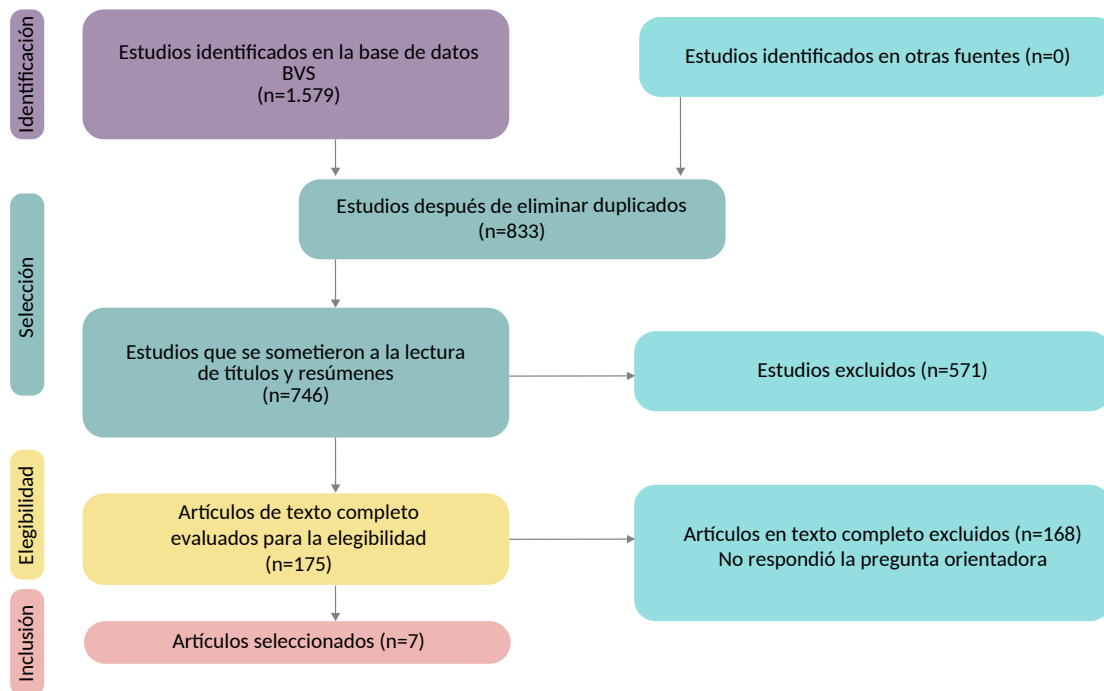 Identificación
Estudios identificados en la base de datos
BVS
(n=1.579)
Estudios identificados en otras fuentes (n=0)
Selección
Estudios después de eliminar duplicados
(n=833)
Estudios que se sometieron a la lectura
de títulos y resúmenes
(n=746)
Estudios excluidos (n=571)
Elegibilidad
Artículos de texto completo
evaluados para la elegibilidad
(n=175)
Artículos en texto completo excluidos (n=168)
No respondió la pregunta orientadora
Inclusión
Artículos seleccionados (n=7)